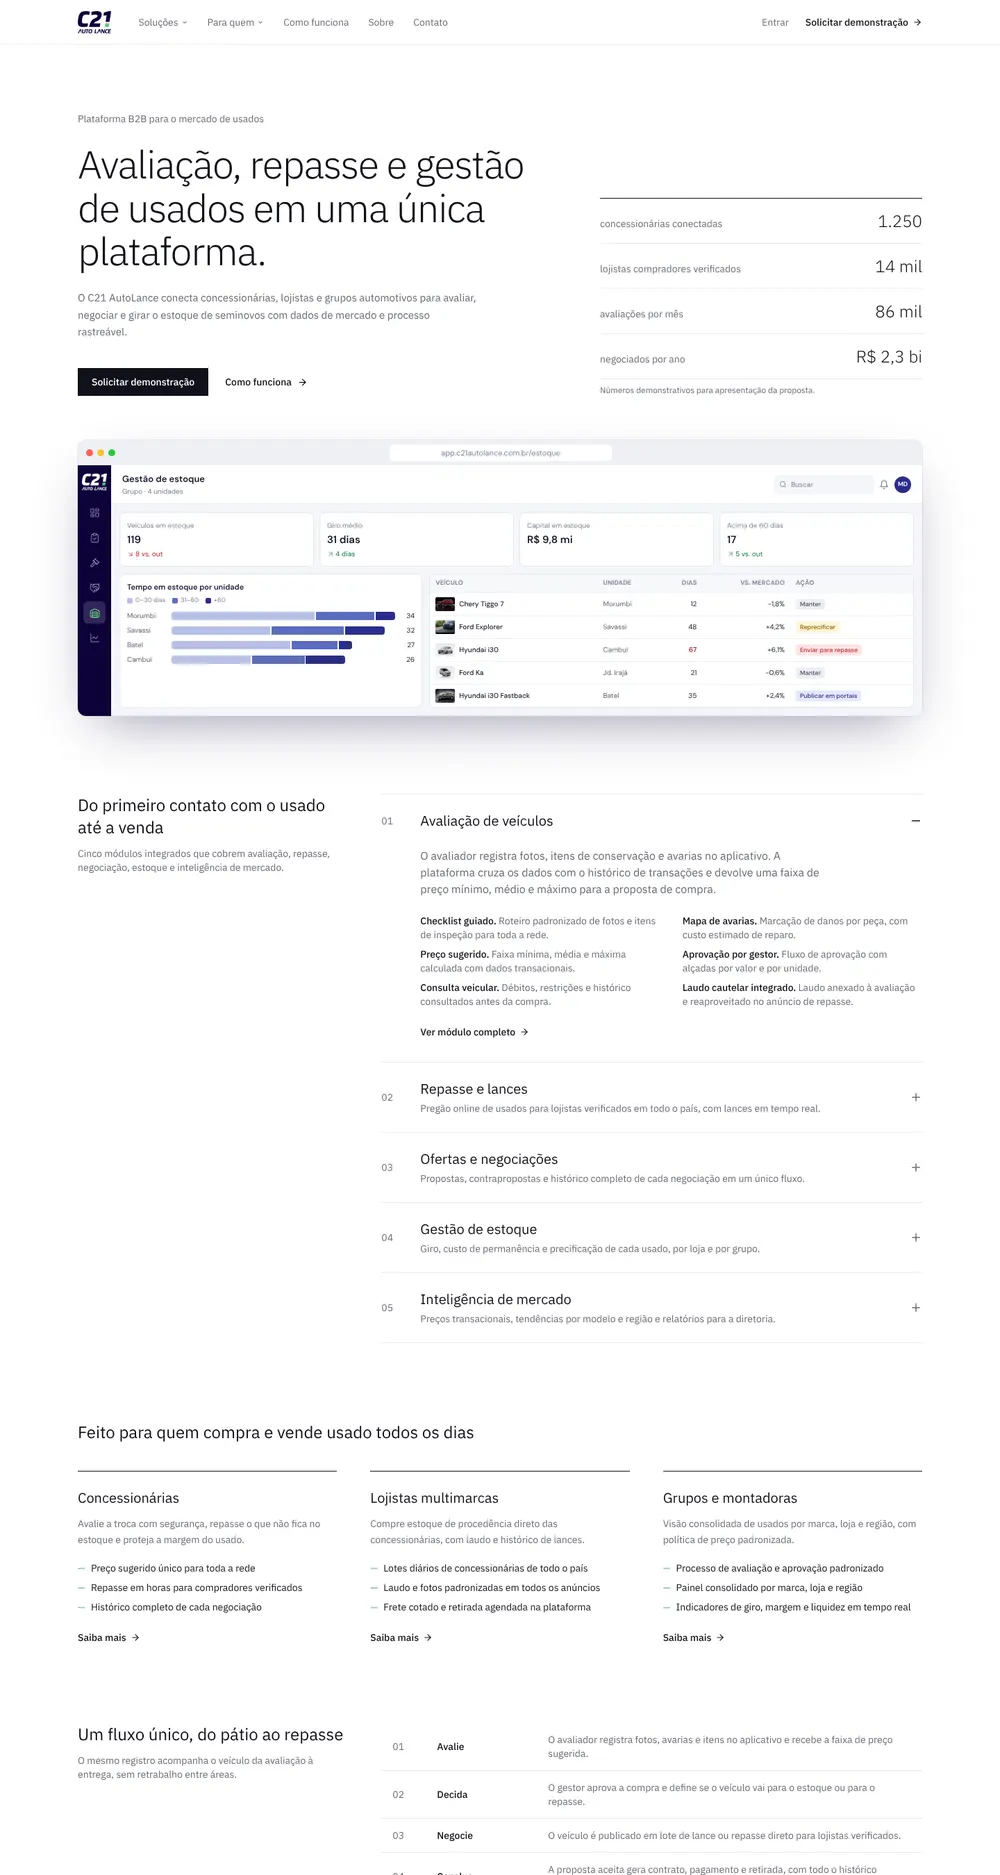 C21
AUTO LANCE
Soluções
Para quem
Como funciona
Sobre
Contato
Entrar
Solicitar demonstração →
Plataforma B2B para o mercado de usados
Avaliação, repasse e gestão
de usados em uma única
plataforma.
O C21 AutoLance conecta concessionárias, lojistas e grupos automotivos para avaliar,
negociar e girar o estoque de seminovos com dados de mercado e processo
rastreável.
Solicitar demonstração
Como funciona →
concessionárias conectadas 1.250
lojistas compradores verificados 14 mil
avaliações por mês 86 mil
negociados por ano R$ 2,3 bi
Números demonstrativos para apresentação da proposta.
app.c21autolance.com.br/estoque
C21
AUTO LANCE
Gestão de estoque
Grupo · 4 unidades
Buscar
MD
Veículos em estoque
119
↘ 8 vs. out
Giro médio
31 dias
↗ 4 dias
Capital em estoque
R$ 9,8 mi
Acima de 60 dias
17
↗ 5 vs. out
Tempo em estoque por unidade
0–30 dias 31–60 +60
Morumbi 34
Savassi 32
Batel 27
Cambuí 26
VEÍCULO UNIDADE DIAS VS. MERCADO AÇÃO
Chery Tiggo 7 Morumbi 12 -1,8% Manter
Ford Explorer Savassi 48 +4,2% Reprecificar
Hyundai i30 Cambuí 67 +6,1% Enviar para repasse
Ford Ka Jd. Irajá 21 -0,6% Manter
Hyundai i30 Fastback Batel 35 +2,4% Publicar em portais
Do primeiro contato com o usado
até a venda
Cinco módulos integrados que cobrem avaliação, repasse,
negociação, estoque e inteligência de mercado.
01 Avaliação de veículos −
O avaliador registra fotos, itens de conservação e avarias no aplicativo. A
plataforma cruza os dados com o histórico de transações e devolve uma faixa de
preço mínimo, médio e máximo para a proposta de compra.
Checklist guiado. Roteiro padronizado de fotos e itens
de inspeção para toda a rede.
Mapa de avarias. Marcação de danos por peça, com
custo estimado de reparo.
Preço sugerido. Faixa mínima, média e máxima
calculada com dados transacionais.
Aprovação por gestor. Fluxo de aprovação com
alçadas por valor e por unidade.
Consulta veicular. Débitos, restrições e histórico
consultados antes da compra.
Laudo cautelar integrado. Laudo anexado à avaliação
e reaproveitado no anúncio de repasse.
Ver módulo completo →
02 Repasse e lances +
Pregão online de usados para lojistas verificados em todo o país, com lances em tempo real.
03 Ofertas e negociações +
Propostas, contrapropostas e histórico completo de cada negociação em um único fluxo.
04 Gestão de estoque +
Giro, custo de permanência e precificação de cada usado, por loja e por grupo.
05 Inteligência de mercado +
Preços transacionais, tendências por modelo e região e relatórios para a diretoria.
Feito para quem compra e vende usado todos os dias
Concessionárias
Avalie a troca com segurança, repasse o que não fica no
estoque e proteja a margem do usado.
— Preço sugerido único para toda a rede
— Repasse em horas para compradores verificados
— Histórico completo de cada negociação
Saiba mais →
Lojistas multimarcas
Compre estoque de procedência direto das
concessionárias, com laudo e histórico de lances.
— Lotes diários de concessionárias de todo o país
— Laudo e fotos padronizadas em todos os anúncios
— Frete cotado e retirada agendada na plataforma
Saiba mais →
Grupos e montadoras
Visão consolidada de usados por marca, loja e região, com
política de preço padronizada.
— Processo de avaliação e aprovação padronizado
— Painel consolidado por marca, loja e região
— Indicadores de giro, margem e liquidez em tempo real
Saiba mais →
Um fluxo único, do pátio ao repasse
O mesmo registro acompanha o veículo da avaliação à
entrega, sem retrabalho entre áreas.
01 Avalie O avaliador registra fotos, avarias e itens no aplicativo e recebe a faixa de preço
sugerida.
02 Decida O gestor aprova a compra e define se o veículo vai para o estoque ou para o
repasse.
03 Negocie O veículo é publicado em lote de lance ou repasse direto para lojistas verificados.
A proposta aceita gera contrato, pagamento e retirada, com todo o histórico